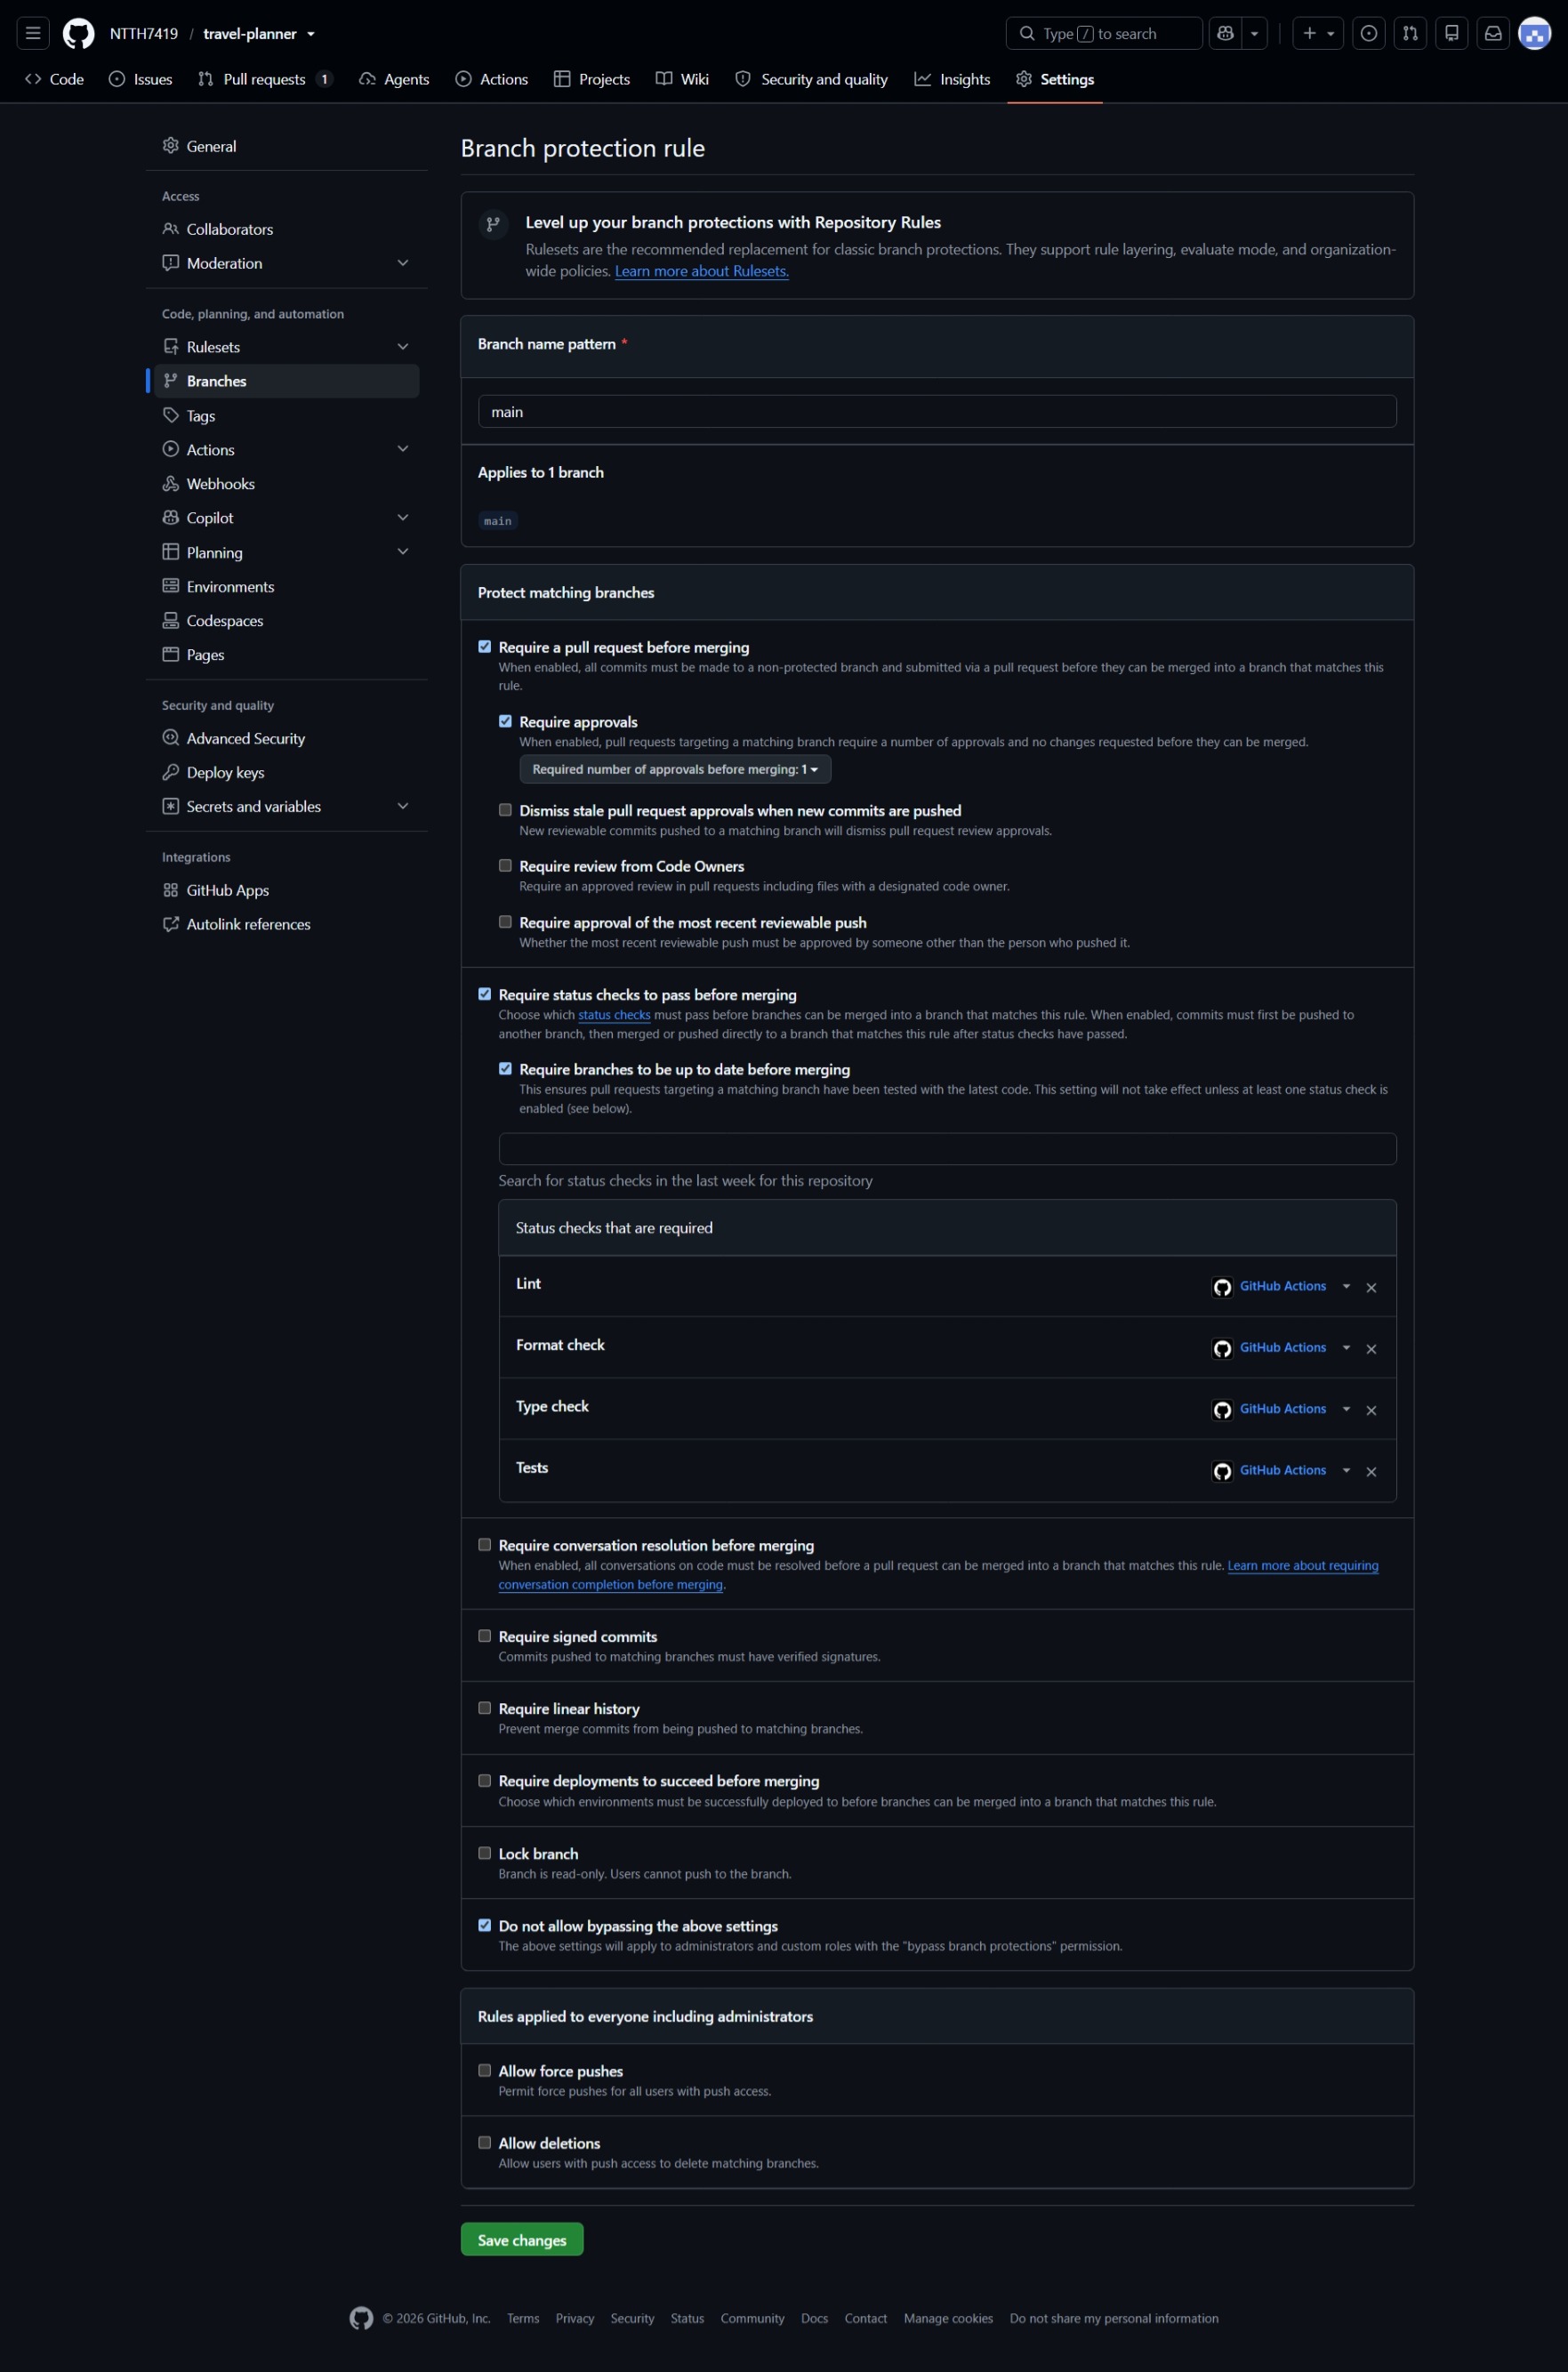 NTTH7419 / travel-planner
Type / to search
Code
Issues
Pull requests 1
Agents
Actions
Projects
Wiki
Security and quality
Insights
Settings
General
Access
Collaborators
Moderation
Code, planning, and automation
Rulesets
Branches
Tags
Actions
Webhooks
Copilot
Planning
Environments
Codespaces
Pages
Security and quality
Advanced Security
Deploy keys
Secrets and variables
Integrations
GitHub Apps
Autolink references
Branch protection rule
Level up your branch protections with Repository Rules
Rulesets are the recommended replacement for classic branch protections. They support rule layering, evaluate mode, and organization-
wide policies. Learn more about Rulesets.
Branch name pattern *
main
Applies to 1 branch
main
Protect matching branches
Require a pull request before merging
When enabled, all commits must be made to a non-protected branch and submitted via a pull request before they can be merged into a branch that matches this
rule.
Require approvals
When enabled, pull requests targeting a matching branch require a number of approvals and no changes requested before they can be merged.
Required number of approvals before merging: 1
Dismiss stale pull request approvals when new commits are pushed
New reviewable commits pushed to a matching branch will dismiss pull request review approvals.
Require review from Code Owners
Require an approved review in pull requests including files with a designated code owner.
Require approval of the most recent reviewable push
Whether the most recent reviewable push must be approved by someone other than the person who pushed it.
Require status checks to pass before merging
Choose which status checks must pass before branches can be merged into a branch that matches this rule. When enabled, commits must first be pushed to
another branch, then merged or pushed directly to a branch that matches this rule after status checks have passed.
Require branches to be up to date before merging
This ensures pull requests targeting a matching branch have been tested with the latest code. This setting will not take effect unless at least one status check is
enabled (see below).
Search for status checks in the last week for this repository
Status checks that are required
Lint GitHub Actions
Format check GitHub Actions
Type check GitHub Actions
Tests GitHub Actions
Require conversation resolution before merging
When enabled, all conversations on code must be resolved before a pull request can be merged into a branch that matches this rule. Learn more about requiring
conversation completion before merging.
Require signed commits
Commits pushed to matching branches must have verified signatures.
Require linear history
Prevent merge commits from being pushed to matching branches.
Require deployments to succeed before merging
Choose which environments must be successfully deployed to before branches can be merged into a branch that matches this rule.
Lock branch
Branch is read-only. Users cannot push to the branch.
Do not allow bypassing the above settings
The above settings will apply to administrators and custom roles with the "bypass branch protections" permission.
Rules applied to everyone including administrators
Allow force pushes
Permit force pushes for all users with push access.
Allow deletions
Allow users with push access to delete matching branches.
Save changes
© 2026 GitHub, Inc. Terms Privacy Security Status Community Docs Contact Manage cookies Do not share my personal information